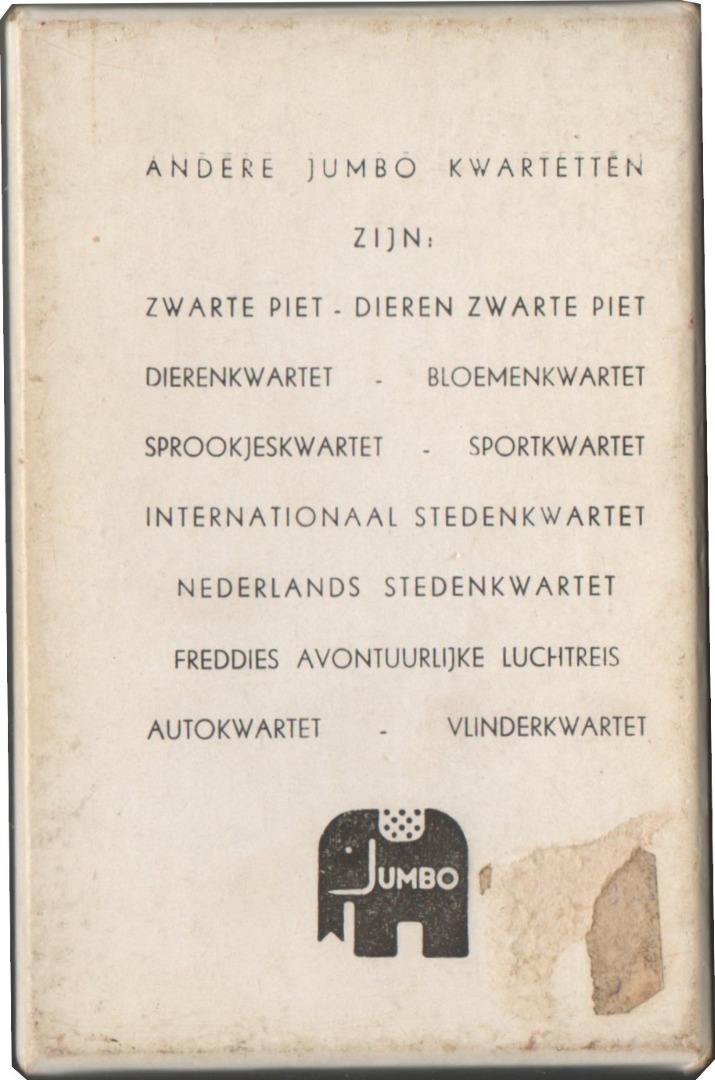 ANDERE JUMBO KWARTETTEN
ZIJN:
ZWARTE PIET - DIEREN ZWARTE PIET
DIERENKWARTET - BLOEMENKWARTET
SPROOKJESKWARTET - SPORTKWARTET
INTERNATIONAAL STEDENKWARTET
NEDERLANDS STEDENKWARTET
FREDDIES AVONTUURLIJKE LUCHTREIS
AUTOKWARTET - VLINDERKWARTET
JUMBO